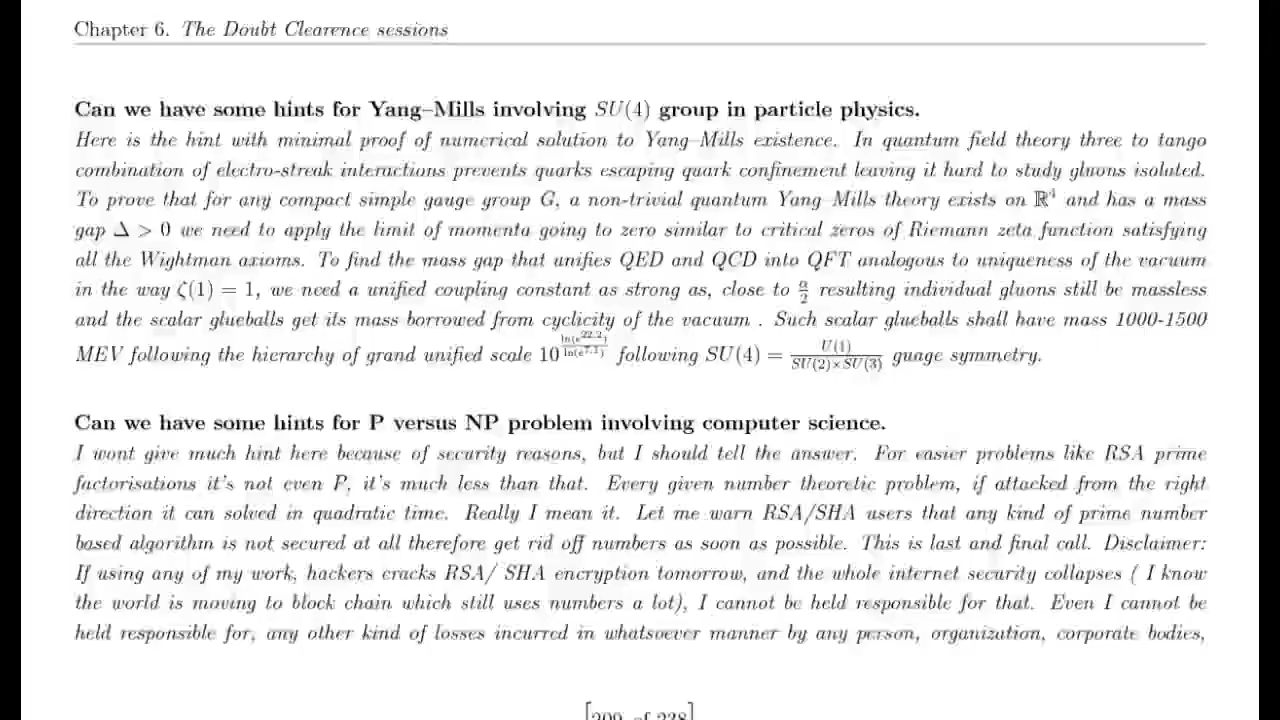 Chapter 6. The Doubt Clearence sessions
Can we have some hints for Yang–Mills involving SU(4) group in particle physics.
Here is the hint with minimal proof of numerical solution to Yang–Mills existence. In quantum field theory three to tango
combination of electro-streak interactions prevents quarks escaping quark confinement leaving it hard to study gluons isolated.
To prove that for any compact simple gauge group G, a non-trivial quantum Yang–Mills theory exists on ℝ⁴ and has a mass
gap Δ > 0 we need to apply the limit of momenta going to zero similar to critical zeros of Riemann zeta function satisfying
all the Wightman axioms. To find the mass gap that unifies QED and QCD into QFT analogous to uniqueness of the vacuum
in the way ζ(1) = 1, we need a unified coupling constant as strong as, close to α/2 resulting individual gluons still be massless
and the scalar glueballs get its mass borrowed from cyclicity of the vacuum . Such scalar glueballs shall have mass 1000-1500
MEV following the hierarchy of grand unified scale 10^(ln(e^22.2)/ln(e^7.1)) following SU(4) = U(1)/(SU(2)×SU(3)) guage symmetry.
Can we have some hints for P versus NP problem involving computer science.
I wont give much hint here because of security reasons, but I should tell the answer. For easier problems like RSA prime
factorisations it's not even P, it's much less than that. Every given number theoretic problem, if attacked from the right
direction it can solved in quadratic time. Really I mean it. Let me warn RSA/SHA users that any kind of prime number
based algorithm is not secured at all therefore get rid off numbers as soon as possible. This is last and final call. Disclaimer:
If using any of my work, hackers cracks RSA/ SHA encryption tomorrow, and the whole internet security collapses ( I know
the world is moving to block chain which still uses numbers a lot), I cannot be held responsible for that. Even I cannot be
held responsible for, any other kind of losses incurred in whatsoever manner by any person, organization, corporate bodies,
[209 of 238]